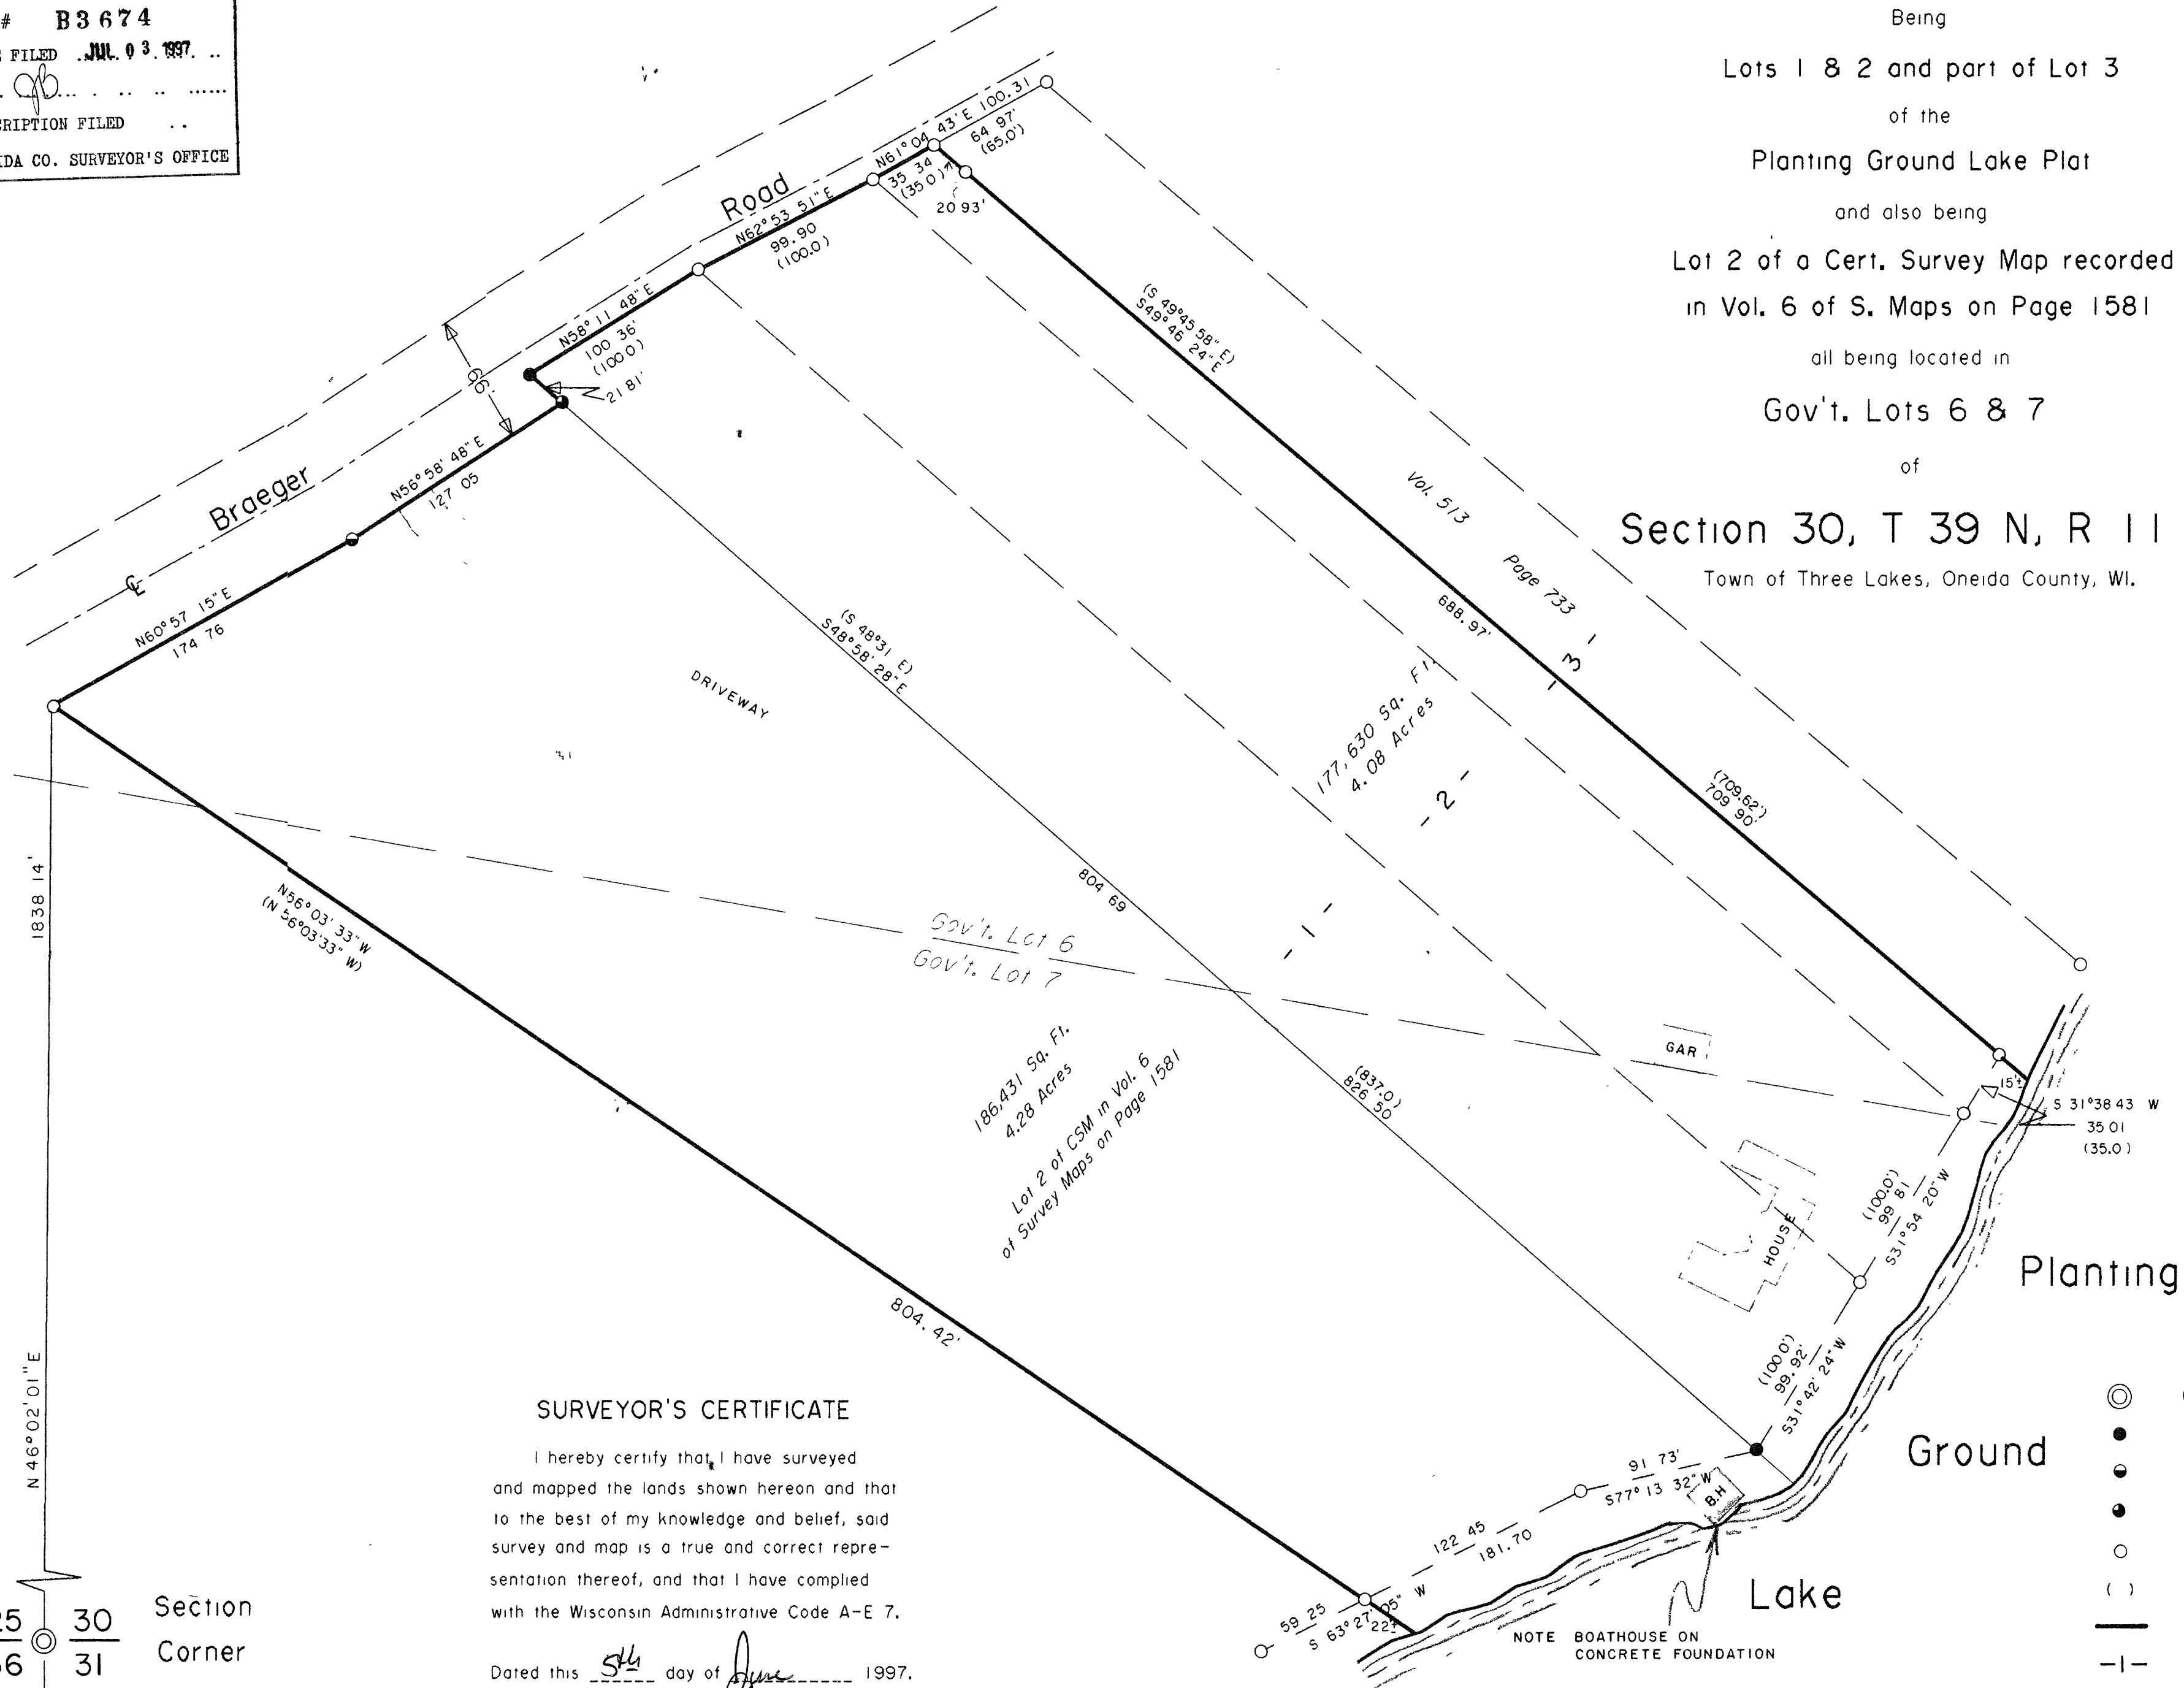 # B3674
FILED JUL. 03. 1997
CRIPTION FILED
IDA CO. SURVEYOR'S OFFICE
Being
Lots 1 & 2 and part of Lot 3
of the
Planting Ground Lake Plat
and also being
Lot 2 of a Cert. Survey Map recorded
in Vol. 6 of S. Maps on Page 1581
all being located in
Gov't. Lots 6 & 7
of
Section 30, T 39 N, R 11
Town of Three Lakes, Oneida County, WI.
Braeger Road
66'
N61° 04 43' E 100.31
64 97'
(65.0')
35 34
(35 0')
20 93'
N62° 53 51" E
99.90
(100.0)
N58° 11 48" E
100 36'
(100 0)
21 81'
N56° 58' 48" E
127 05
N60° 57 15" E
174 76
(S 49°45 58" E)
S49° 46 24" E
Vol. 513 Page 733
688.97'
- 3 -
(709.62')
709 90'
(S 48°31 E)
S48° 58' 28" E
DRIVEWAY
804 69
177,630 Sq. Ft.
4.08 Acres
- 2 -
- 1 -
Gov't. Lot 6
Gov't. Lot 7
186,431 Sq. Ft.
4.28 Acres
Lot 2 of CSM in Vol. 6
of Survey Maps on Page 1581
(837.0)
826 50
N56° 03' 33" W
(N 56°03'33" W)
804.42'
1838 14'
N46°02'01" E
GAR
HOUSE
B.H
15'±
S 31°38 43 W
35 01
(35.0)
(100.0')
99 81
S31° 54 20" W
(100 0')
99.92'
S31° 42' 24" W
91 73'
S77° 13 32" W
122 45
181.70
59 25
S 63° 27' 05" W
22'±
Planting
Ground
Lake
NOTE BOATHOUSE ON
CONCRETE FOUNDATION
( )
-1-
SURVEYOR'S CERTIFICATE
I hereby certify that I have surveyed
and mapped the lands shown hereon and that
to the best of my knowledge and belief, said
survey and map is a true and correct repre-
sentation thereof, and that I have complied
with the Wisconsin Administrative Code A-E 7.
Dated this 5th day of June 1997.
5 30 Section
6 31 Corner